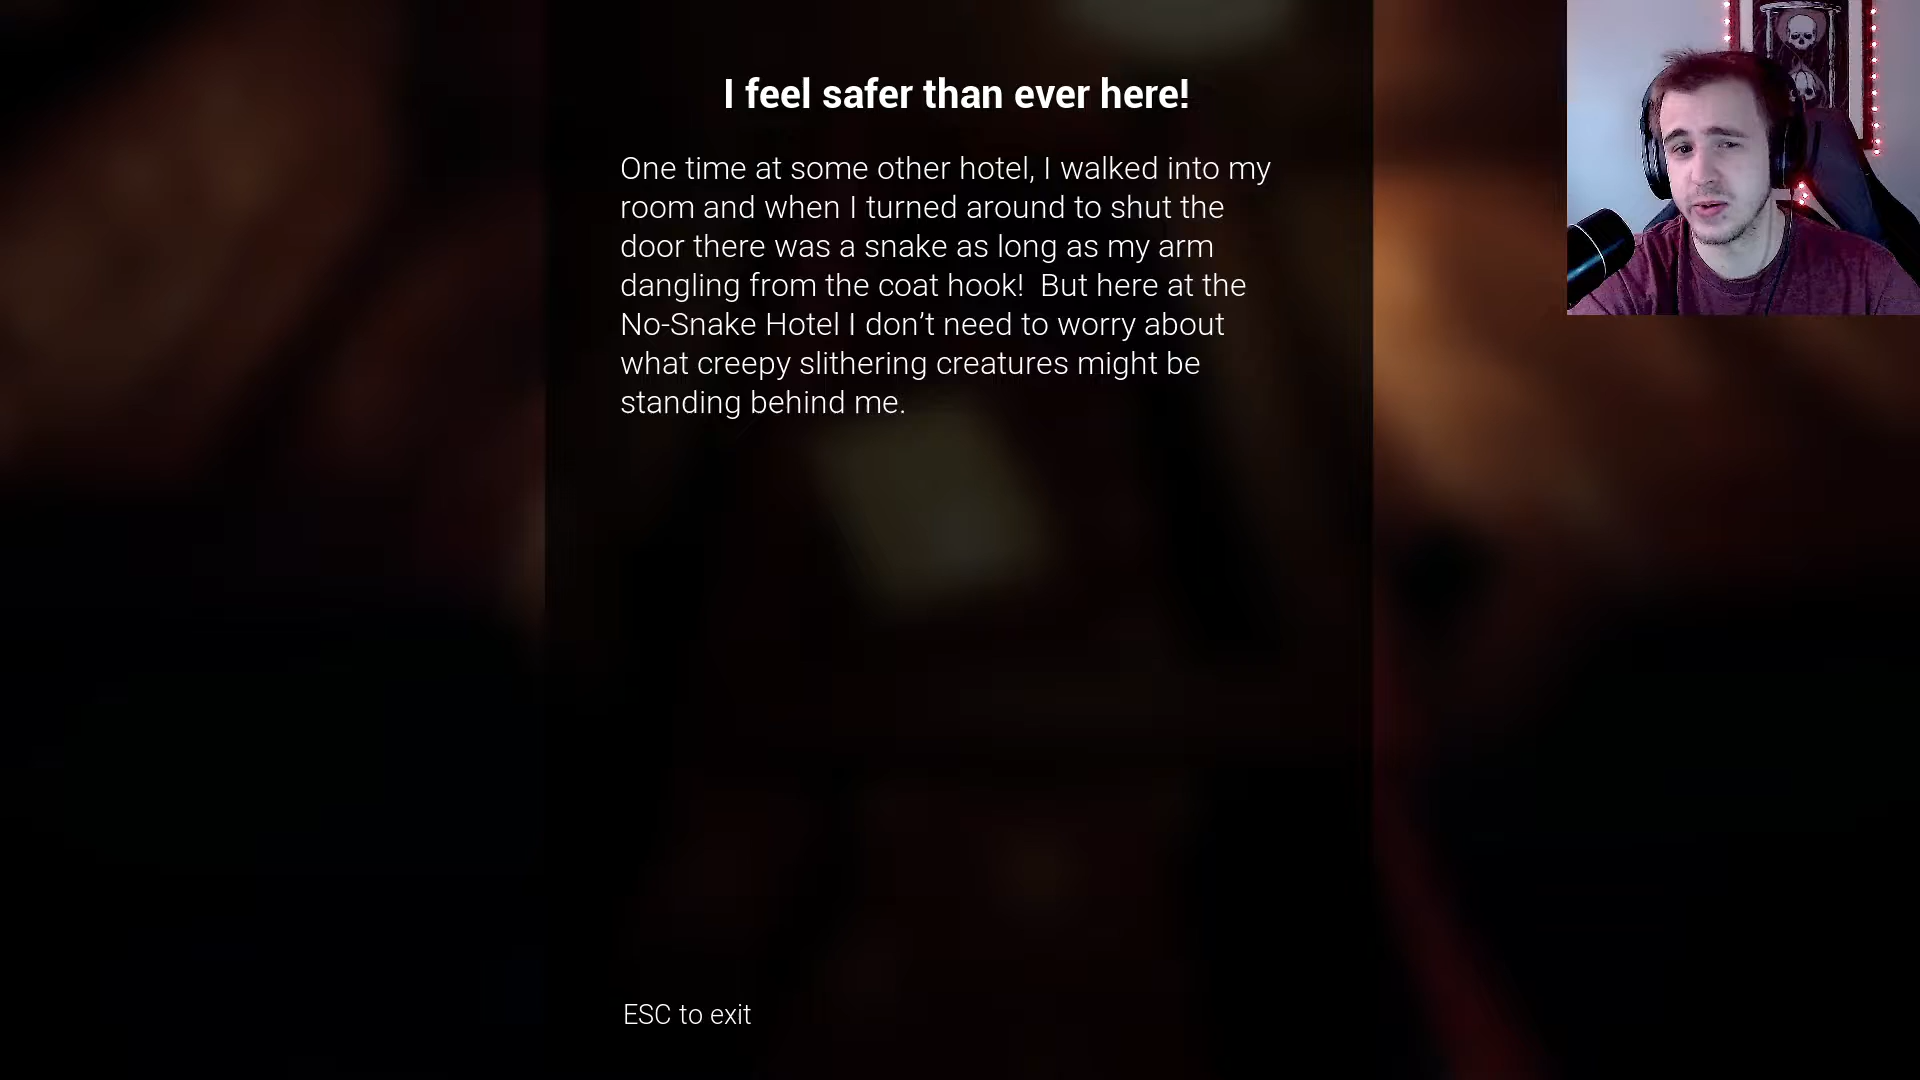 I feel safer than ever here!
One time at some other hotel, I walked into my
room and when I turned around to shut the
door there was a snake as long as my arm
dangling from the coat hook!  But here at the
No-Snake Hotel I don’t need to worry about
what creepy slithering creatures might be
standing behind me.
ESC to exit